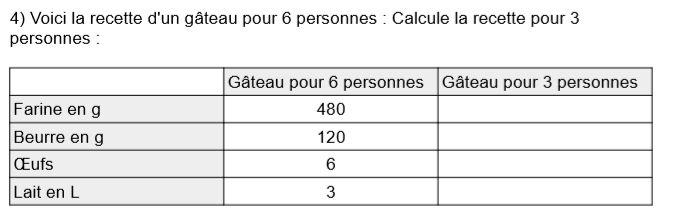 4) Voici la recette d'un gâteau pour 6 personnes : Calcule la recette pour 3
personnes :
Gâteau pour 6 personnes Gâteau pour 3 personnes
Farine en g 480
Beurre en g 120
Œufs 6
Lait en L 3